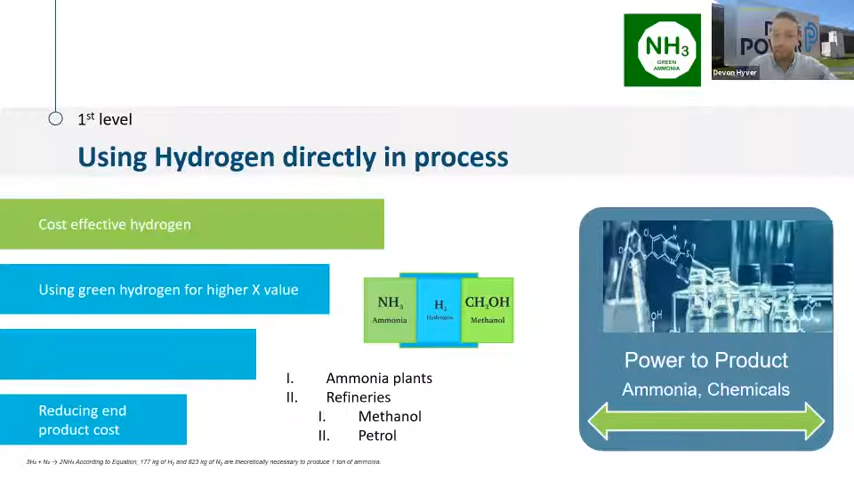 NH₃
GREEN
AMMONIA
Devon Hyver
1st level
Using Hydrogen directly in process
Cost effective hydrogen
Using green hydrogen for higher X value
NH₃
Ammonia
H₂
Hydrogen
CH₃OH
Methanol
I. Ammonia plants
II. Refineries
I. Methanol
II. Petrol
Reducing end
product cost
OH
Power to Product
Ammonia, Chemicals
3H₂ + N₂ → 2NH₃ According to Equation, 177 kg of H₂ and 823 kg of N₂ are theoretically necessary to produce 1 ton of ammonia.